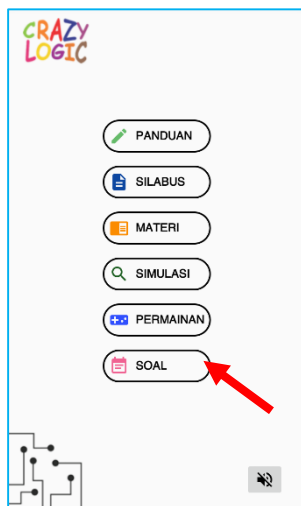 CRAZY
LOGIC
PANDUAN
SILABUS
MATERI
SIMULASI
PERMAINAN
SOAL